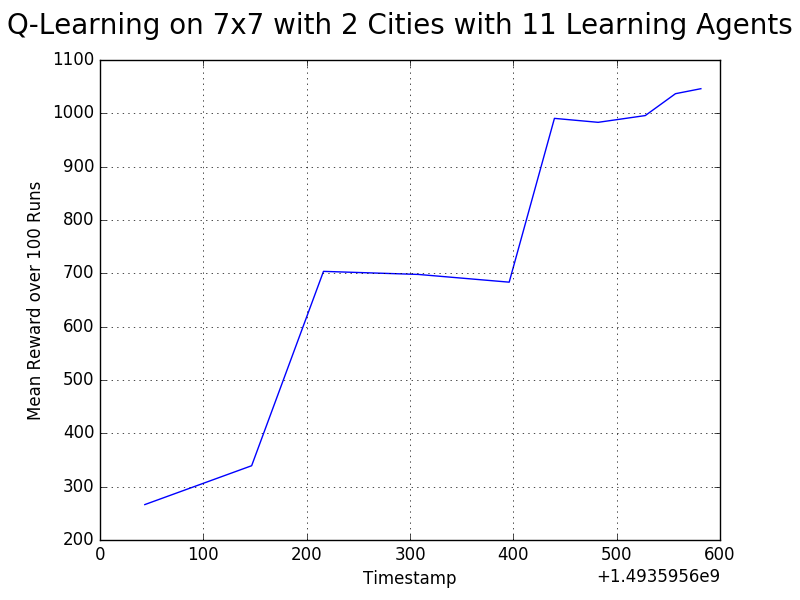 Q-Learning on 7x7 with 2 Cities with 11 Learning Agents
1100
1000
900
800
700
600
500
400
300
200
Mean Reward over 100 Runs
0 100 200 300 400 500 600
Timestamp
+1.4935956e9